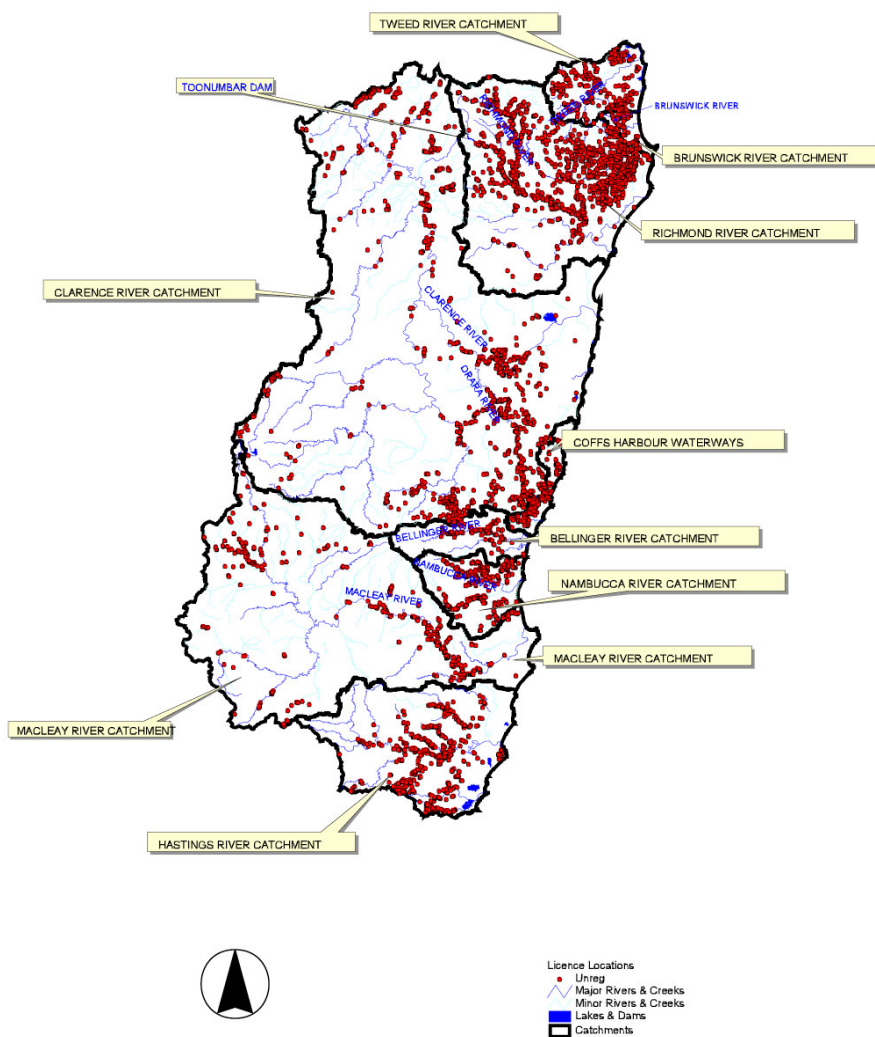 TWEED RIVER CATCHMENT
TOONUMBAR DAM
BRUNSWICK RIVER
BRUNSWICK RIVER CATCHMENT
RICHMOND RIVER CATCHMENT
CLARENCE RIVER CATCHMENT
CLARENCE RIVER
ORARA RIVER
COFFS HARBOUR WATERWAYS
BELLINGER RIVER
BELLINGER RIVER CATCHMENT
NAMBUCCA RIVER
NAMBUCCA RIVER CATCHMENT
MACLEAY RIVER
MACLEAY RIVER CATCHMENT
MACLEAY RIVER CATCHMENT
HASTINGS RIVER CATCHMENT
Licence Locations
Unreg
Major Rivers & Creeks
Minor Rivers & Creeks
Lakes & Dams
Catchments